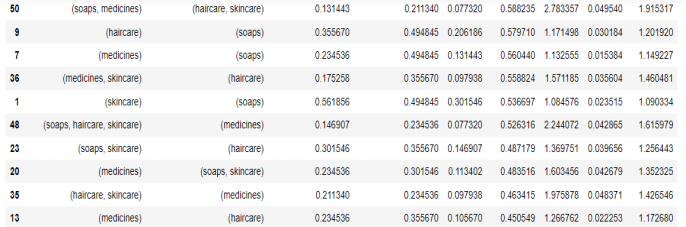 50 (soaps, medicines) (haircare, skincare) 0.131443 0.211340 0.077320 0.588235 2.783357 0.049540 1.915317
9 (haircare) (soaps) 0.355670 0.494845 0.206186 0.579710 1.171498 0.030184 1.201920
7 (medicines) (soaps) 0.234536 0.494845 0.131443 0.560440 1.132555 0.015384 1.149227
36 (medicines, skincare) (haircare) 0.175258 0.355670 0.097938 0.558824 1.571185 0.035604 1.460481
1 (skincare) (soaps) 0.561856 0.494845 0.301546 0.536697 1.084576 0.023515 1.090334
48 (soaps, haircare, skincare) (medicines) 0.146907 0.234536 0.077320 0.526316 2.244072 0.042865 1.615979
23 (soaps, skincare) (haircare) 0.301546 0.355670 0.146907 0.487179 1.369751 0.039656 1.256443
20 (medicines) (soaps, skincare) 0.234536 0.301546 0.113402 0.483516 1.603456 0.042679 1.352325
35 (haircare, skincare) (medicines) 0.211340 0.234536 0.097938 0.463415 1.975878 0.048371 1.426546
13 (medicines) (haircare) 0.234536 0.355670 0.105670 0.450549 1.266762 0.022253 1.172680